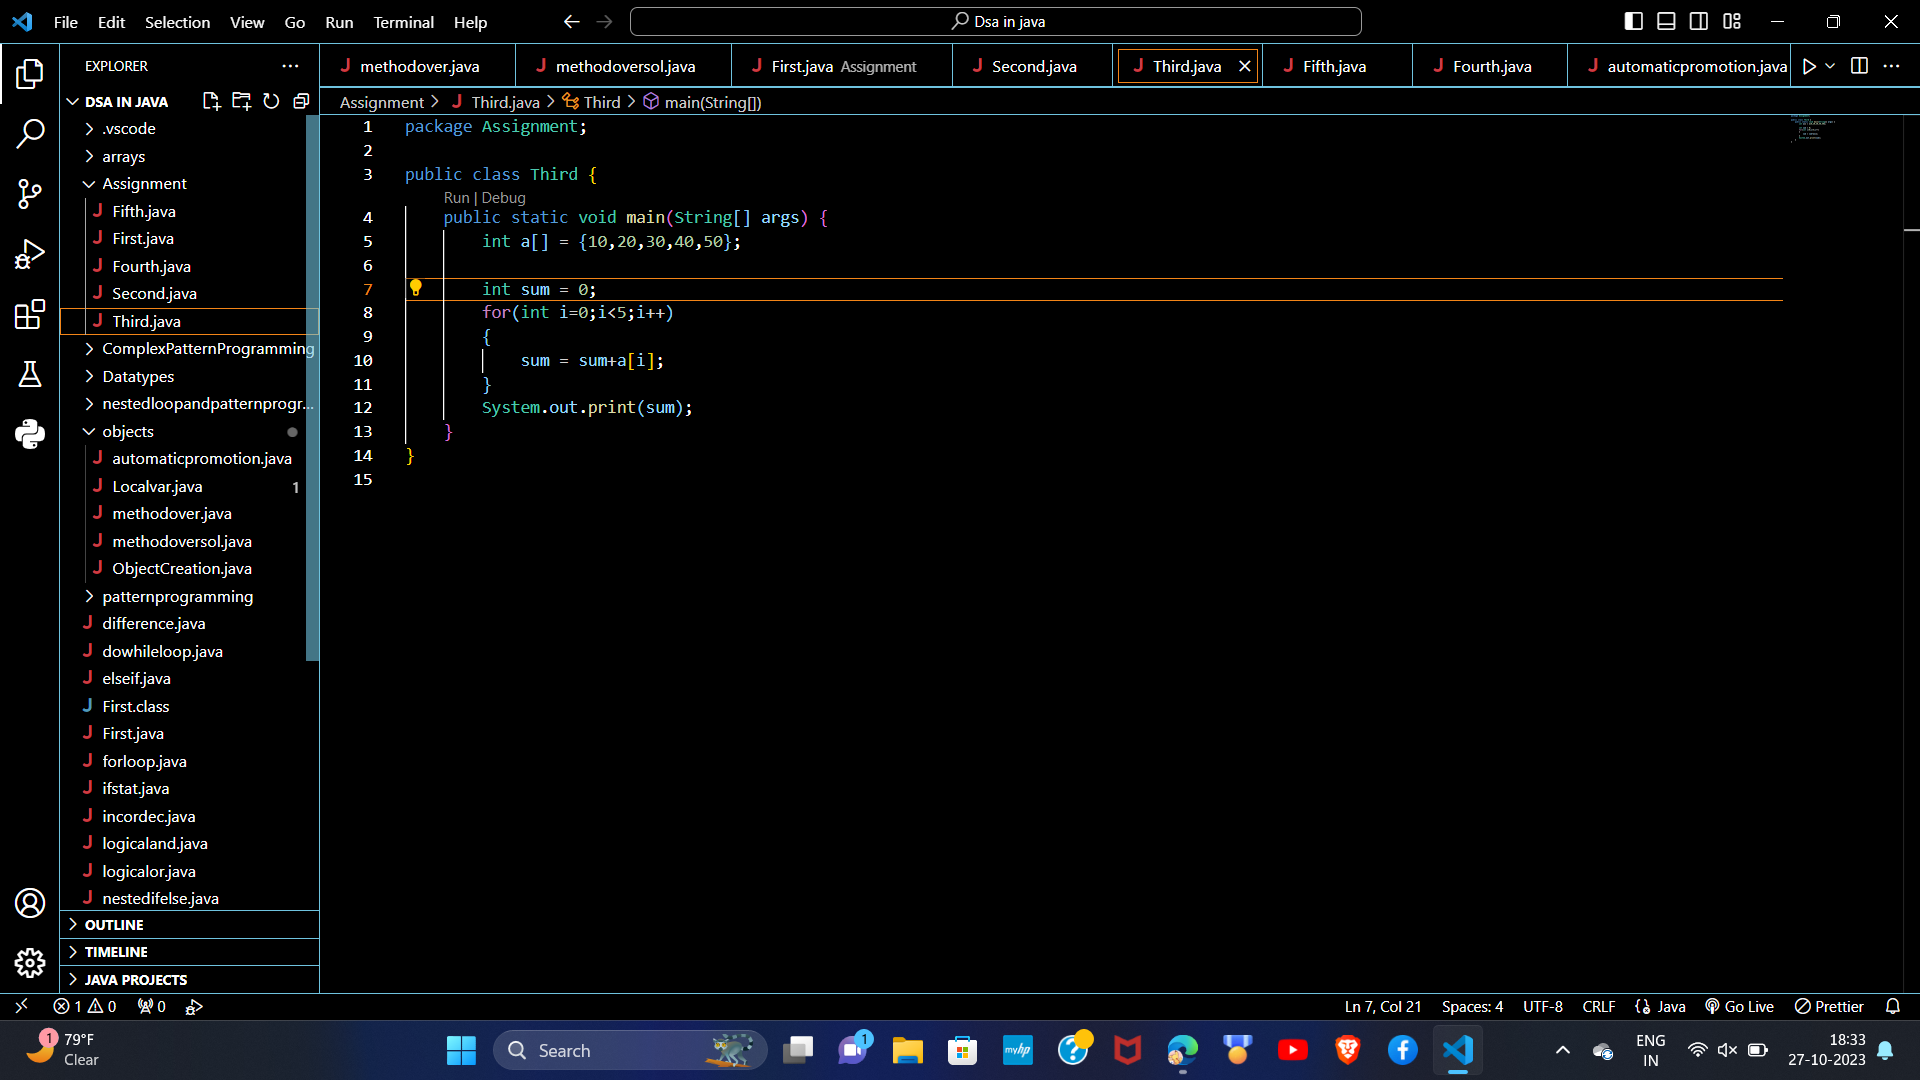 File Edit Selection View Go Run Terminal Help
Dsa in java
EXPLORER
DSA IN JAVA
.vscode
arrays
Assignment
Fifth.java
First.java
Fourth.java
Second.java
Third.java
ComplexPatternProgramming
Datatypes
nestedloopandpatternprogr...
objects
automaticpromotion.java
Localvar.java 1
methodover.java
methodoversol.java
ObjectCreation.java
patternprogramming
difference.java
dowhileloop.java
elseif.java
First.class
First.java
forloop.java
ifstat.java
incordec.java
logicaland.java
logicalor.java
nestedifelse.java
OUTLINE
TIMELINE
JAVA PROJECTS
methodover.java methodoversol.java First.java Assignment Second.java Third.java Fifth.java Fourth.java automaticpromotion.java
Assignment > Third.java > Third > main(String[])
1 package Assignment;
2
3 public class Third {
Run | Debug
4 public static void main(String[] args) {
5 int a[] = {10,20,30,40,50};
6
7 int sum = 0;
8 for(int i=0;i<5;i++)
9 {
10 sum = sum+a[i];
11 }
12 System.out.print(sum);
13 }
14 }
15
1 0 0 Ln 7, Col 21 Spaces: 4 UTF-8 CRLF Java Go Live Prettier
1 79°F
Clear
Search
1
myhp
ENG
IN
18:33
27-10-2023